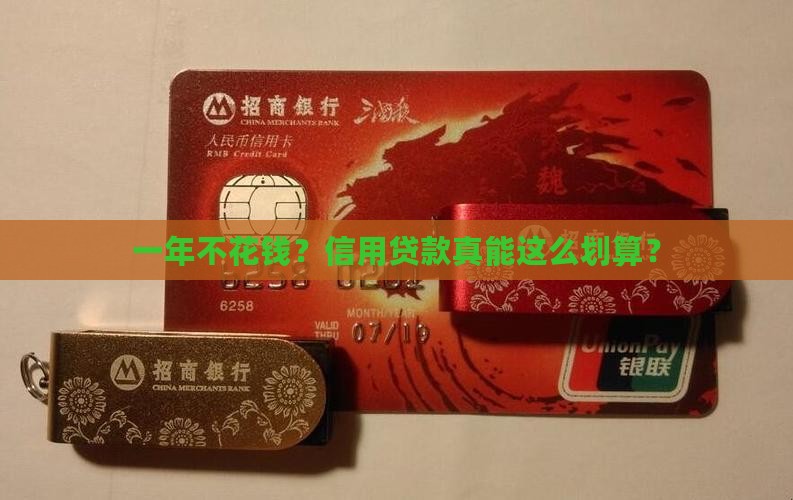 招商银行
CHINA MERCHANTS BANK
三国杀
人民币信用卡
RMB Credit Card
魏
一年不花钱？信用贷款真能这么划算？
6258
MONTH/YEAR
VALID THRU
07/19
UnionPay
银联
招商银行
CHINA MERCHANTS BANK